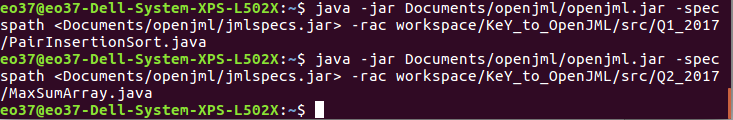 eo37@eo37-Dell-System-XPS-L502X:~$ java -jar Documents/openjml/openjml.jar -spec
spath <Documents/openjml/jmlspecs.jar> -rac workspace/KeY_to_OpenJML/src/Q1_2017
/PairInsertionSort.java
eo37@eo37-Dell-System-XPS-L502X:~$ java -jar Documents/openjml/openjml.jar -spec
spath <Documents/openjml/jmlspecs.jar> -rac workspace/KeY_to_OpenJML/src/Q2_2017
/MaxSumArray.java
eo37@eo37-Dell-System-XPS-L502X:~$